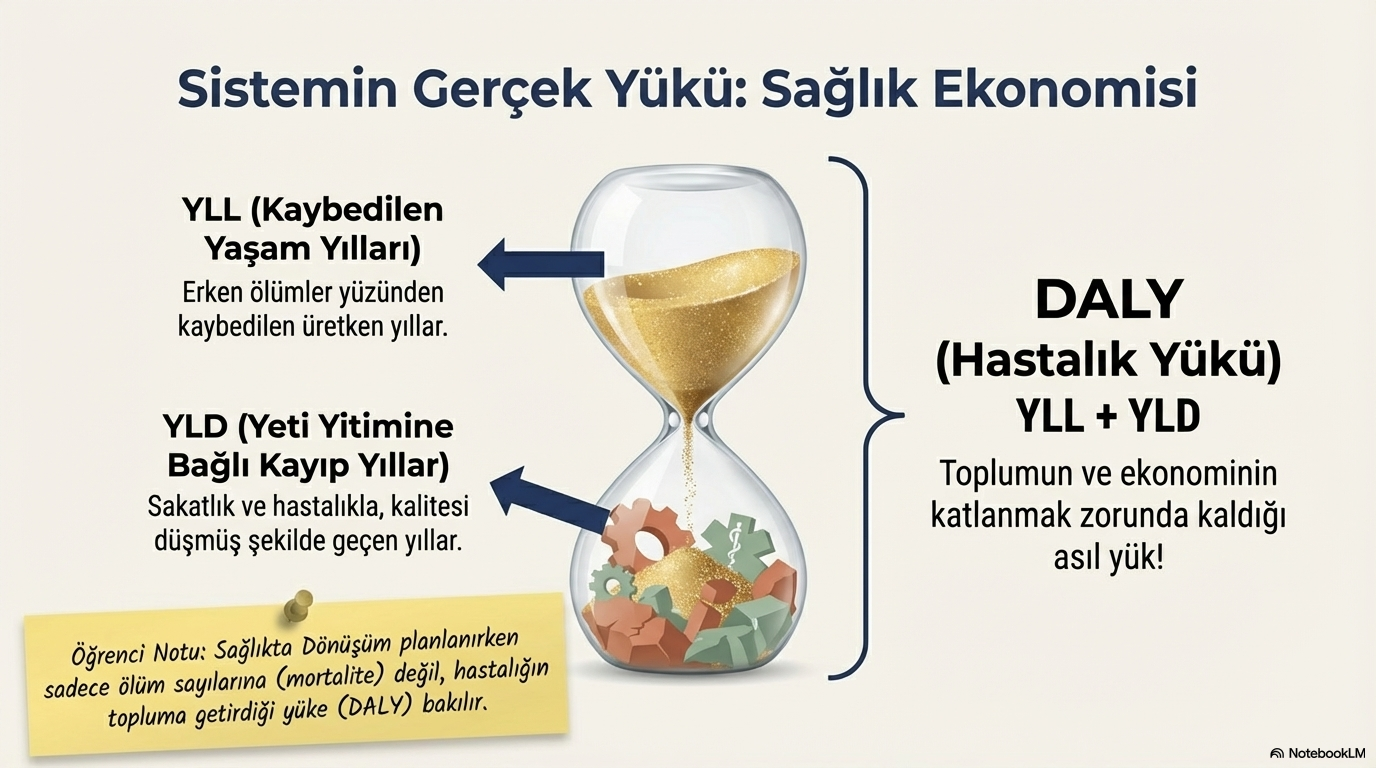 Sistemin Gerçek Yükü: Sağlık Ekonomisi
YLL (Kaybedilen
Yaşam Yılları)
Erken ölümler yüzünden
kaybedilen üretken yıllar.
YLD (Yeti Yitimine
Bağlı Kayıp Yıllar)
Sakatlık ve hastalıkla, kalitesi
düşmüş şekilde geçen yıllar.
DALY
(Hastalık Yükü)
YLL + YLD
Toplumun ve ekonominin
katlanmak zorunda kaldığı
asıl yük!
Öğrenci Notu: Sağlıkta Dönüşüm planlanırken
sadece ölüm sayılarına (mortalite) değil, hastalığın
topluma getirdiği yüke (DALY) bakılır.
NotebookLM